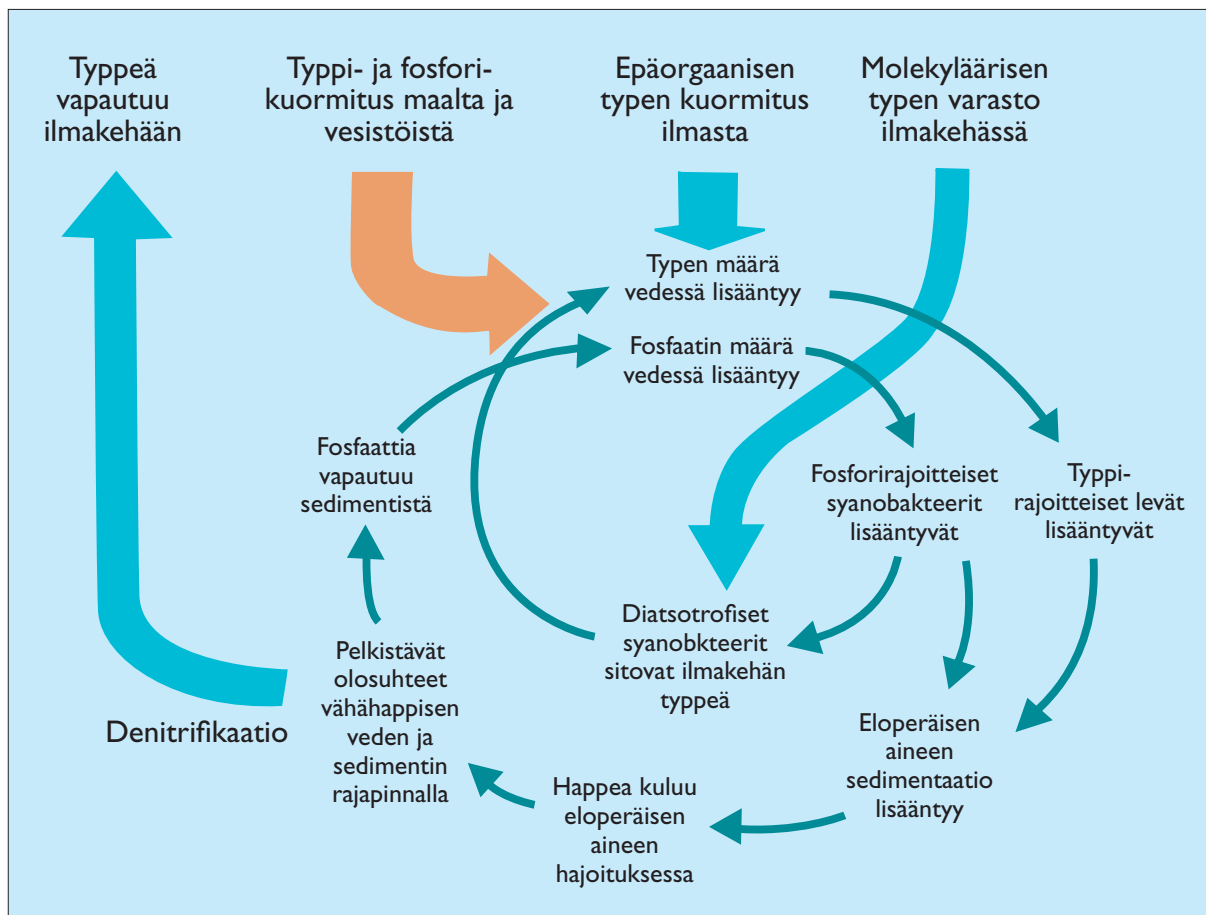 Typpeä
vapautuu
ilmakehään
Typpi- ja fosfori-
kuormitus maalta ja
vesistöistä
Epäorgaanisen
typen kuormitus
ilmasta
Molekyläärisen
typen varasto
ilmakehässä
Typen määrä
vedessä lisääntyy
Fosfaatin määrä
vedessä lisääntyy
Fosfaattia
vapautuu
sedimentistä
Fosforirajoitteiset
syanobakteerit
lisääntyvät
Typpi-
rajoitteiset levät
lisääntyvät
Diatsotrofiset
syanobkteerit
sitovat ilmakehän
typpeä
Pelkistävät
olosuhteet
vähähappisen
veden ja
sedimentin
rajapinnalla
Denitrifikaatio
Eloperäisen
aineen
sedimentaatio
lisääntyy
Happea kuluu
eloperäisen
aineen
hajoituksessa